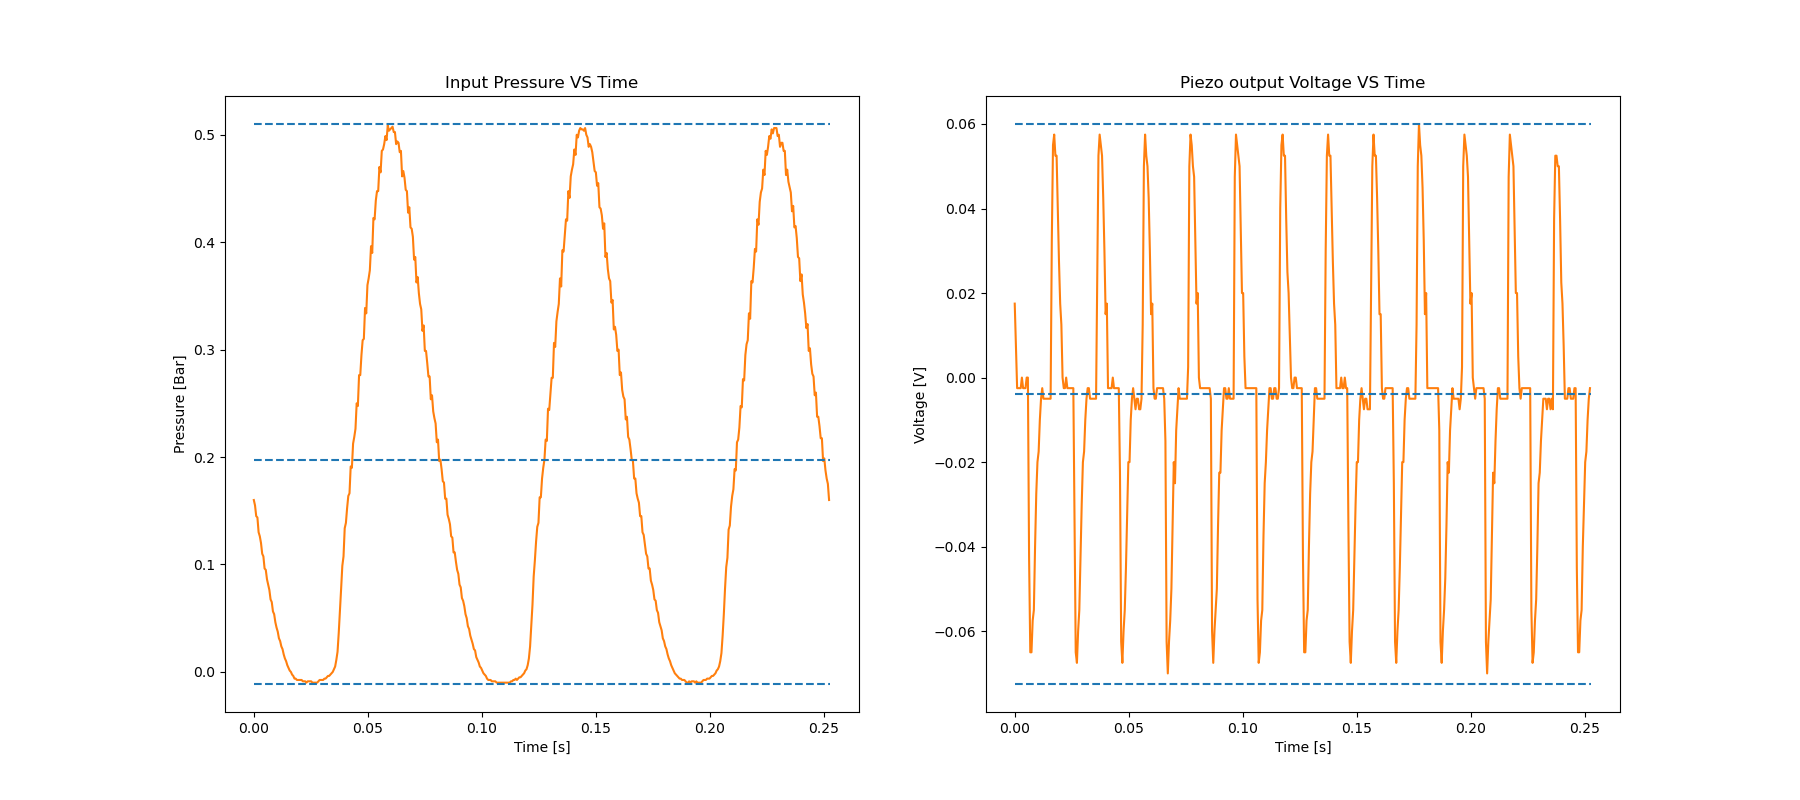 Input Pressure VS Time
Pressure [Bar]
0.5
0.4
0.3
0.2
0.1
0.0
0.00 0.05 0.10 0.15 0.20 0.25
Time [s]
Piezo output Voltage VS Time
Voltage [V]
0.06
0.04
0.02
0.00
−0.02
−0.04
−0.06
0.00 0.05 0.10 0.15 0.20 0.25
Time [s]